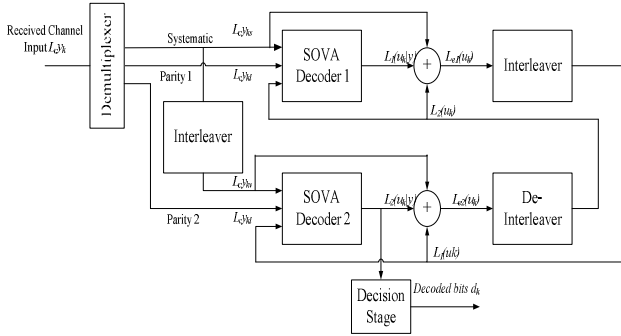 Received Channel
Input Lcyk
Demultiplexer
Systematic
Parity 1
Interleaver
Parity 2
Lcyks
Lcykl
SOVA
Decoder 1
L1(uk|y)
+
Le1(uk)
Interleaver
L2(uk)
Lcyks
Lcykl
SOVA
Decoder 2
L2(uk|y)
+
Le2(uk)
De-
Interleaver
L1(uk)
Decision
Stage
Decoded bits dk